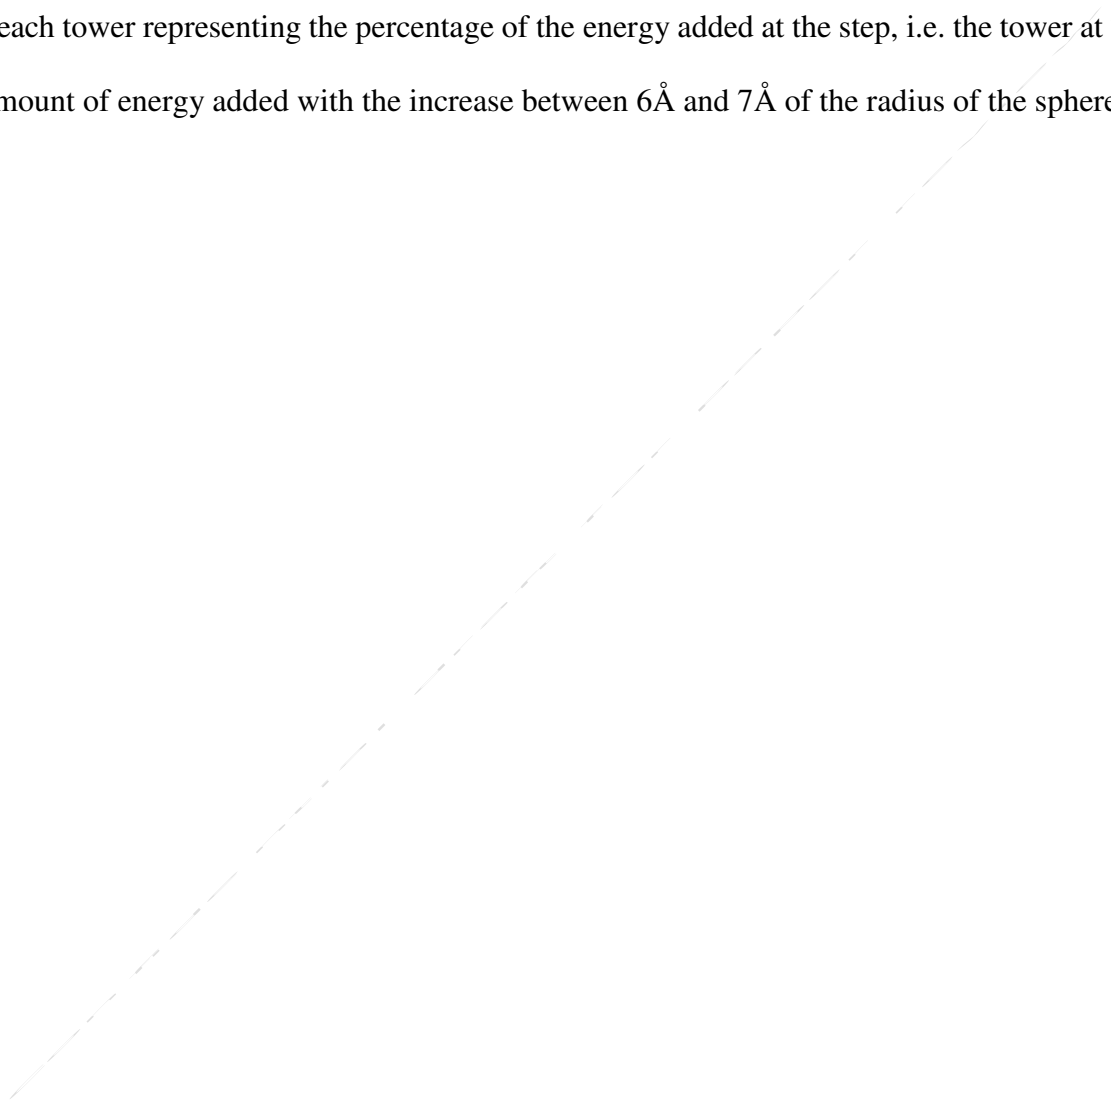 each tower representing the percentage of the energy added at the step, i.e. the tower at
mount of energy added with the increase between 6Å and 7Å of the radius of the sphere